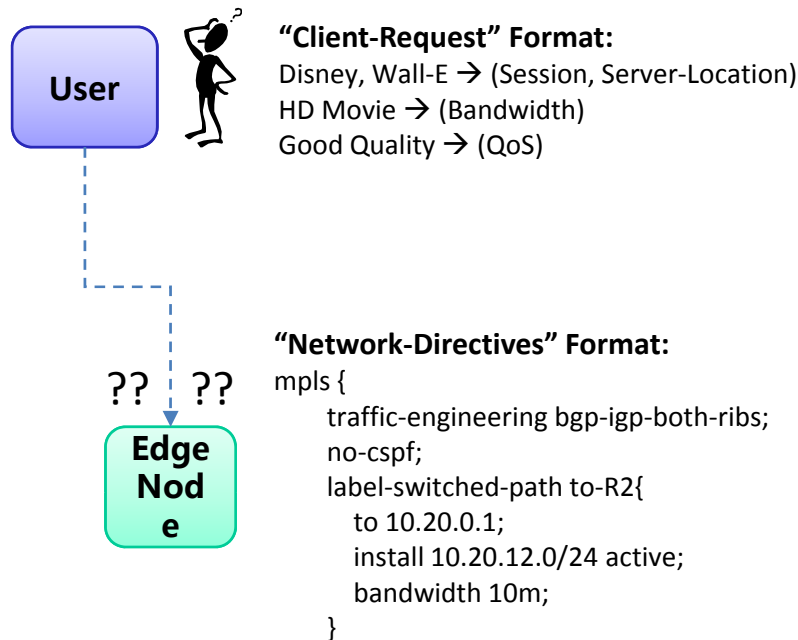 User
?
“Client-Request” Format:
Disney, Wall-E → (Session, Server-Location)
HD Movie → (Bandwidth)
Good Quality → (QoS)
“Network-Directives” Format:
?? ??
Edge
Nod
e
mpls {
traffic-engineering bgp-igp-both-ribs;
no-cspf;
label-switched-path to-R2{
to 10.20.0.1;
install 10.20.12.0/24 active;
bandwidth 10m;
}